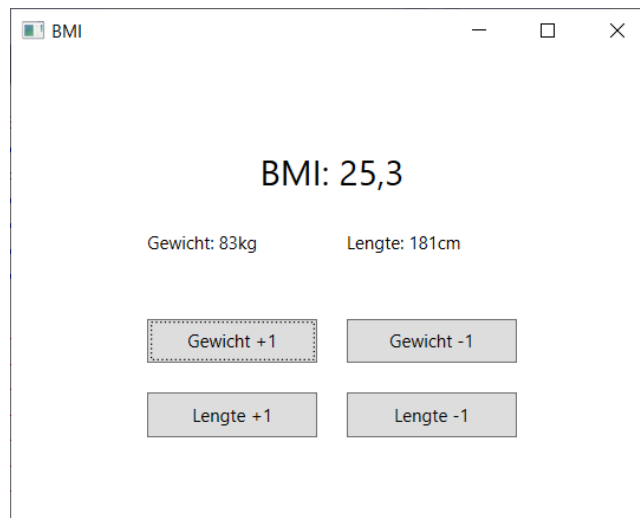 BMI
BMI: 25,3
Gewicht: 83kg Lengte: 181cm
Gewicht +1 Gewicht -1
Lengte +1 Lengte -1